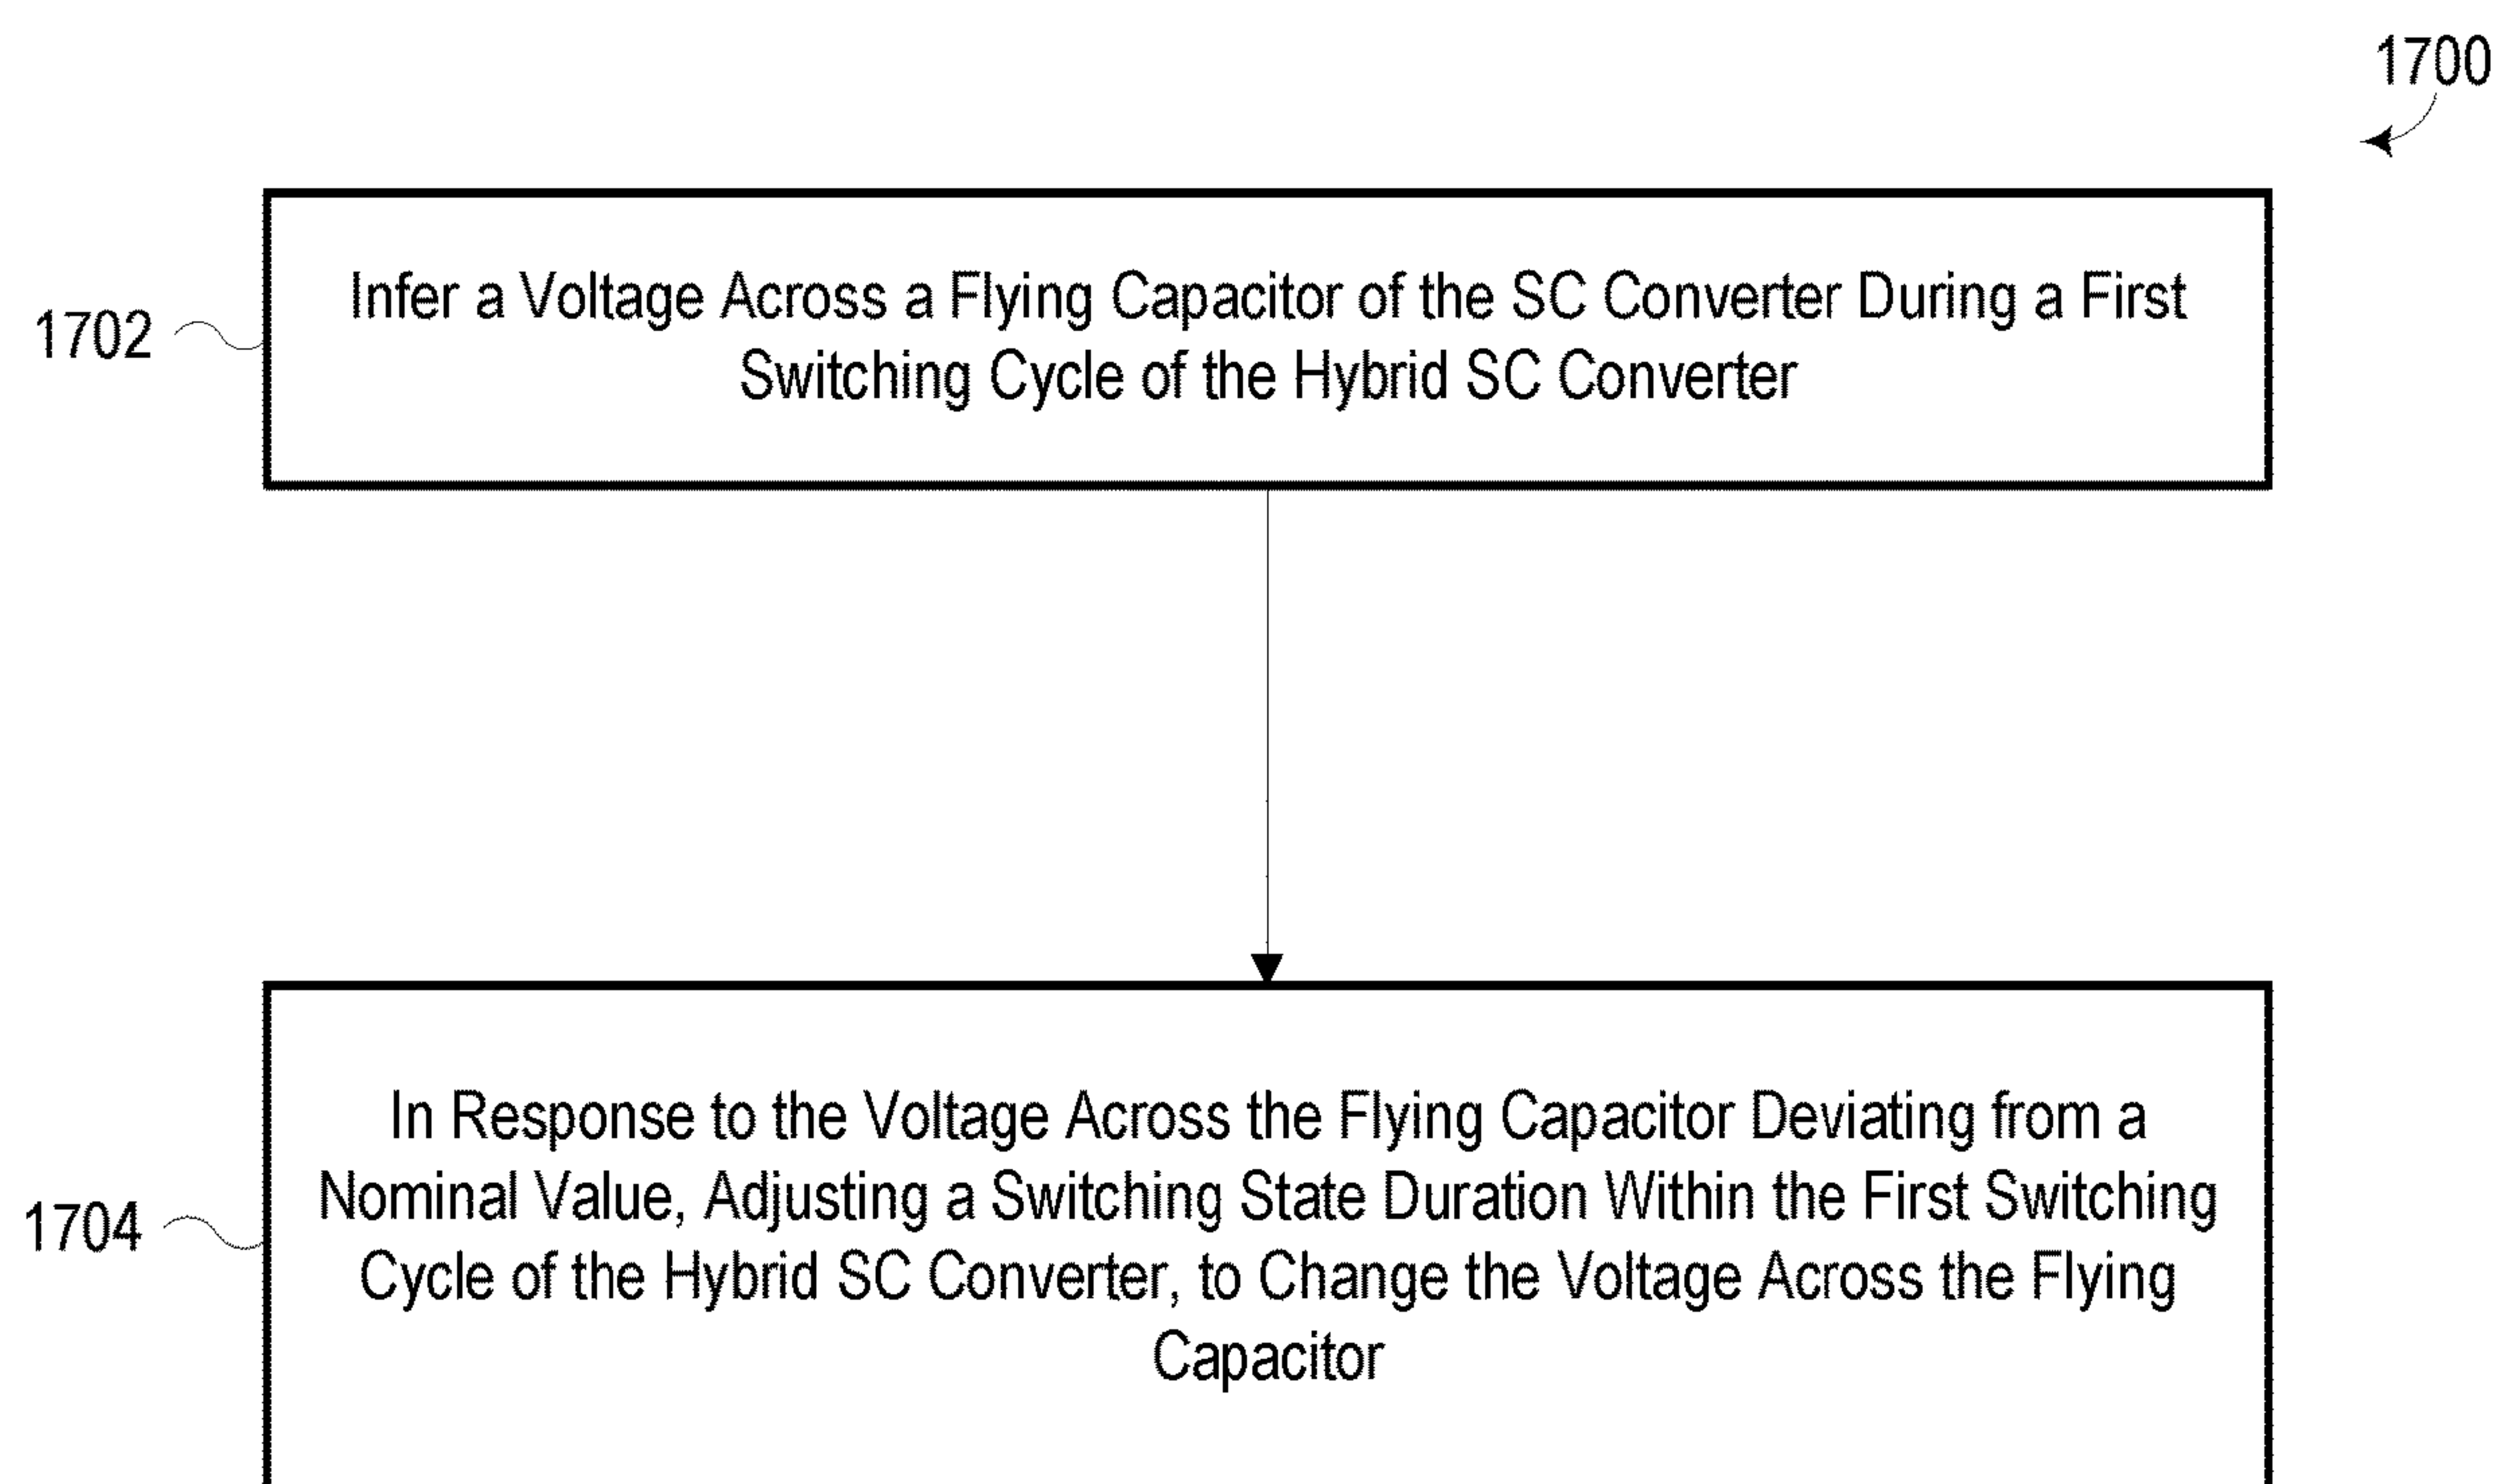 1700
1702
Infer a Voltage Across a Flying Capacitor of the SC Converter During a First
Switching Cycle of the Hybrid SC Converter
1704
In Response to the Voltage Across the Flying Capacitor Deviating from a
Nominal Value, Adjusting a Switching State Duration Within the First Switching
Cycle of the Hybrid SC Converter, to Change the Voltage Across the Flying
Capacitor